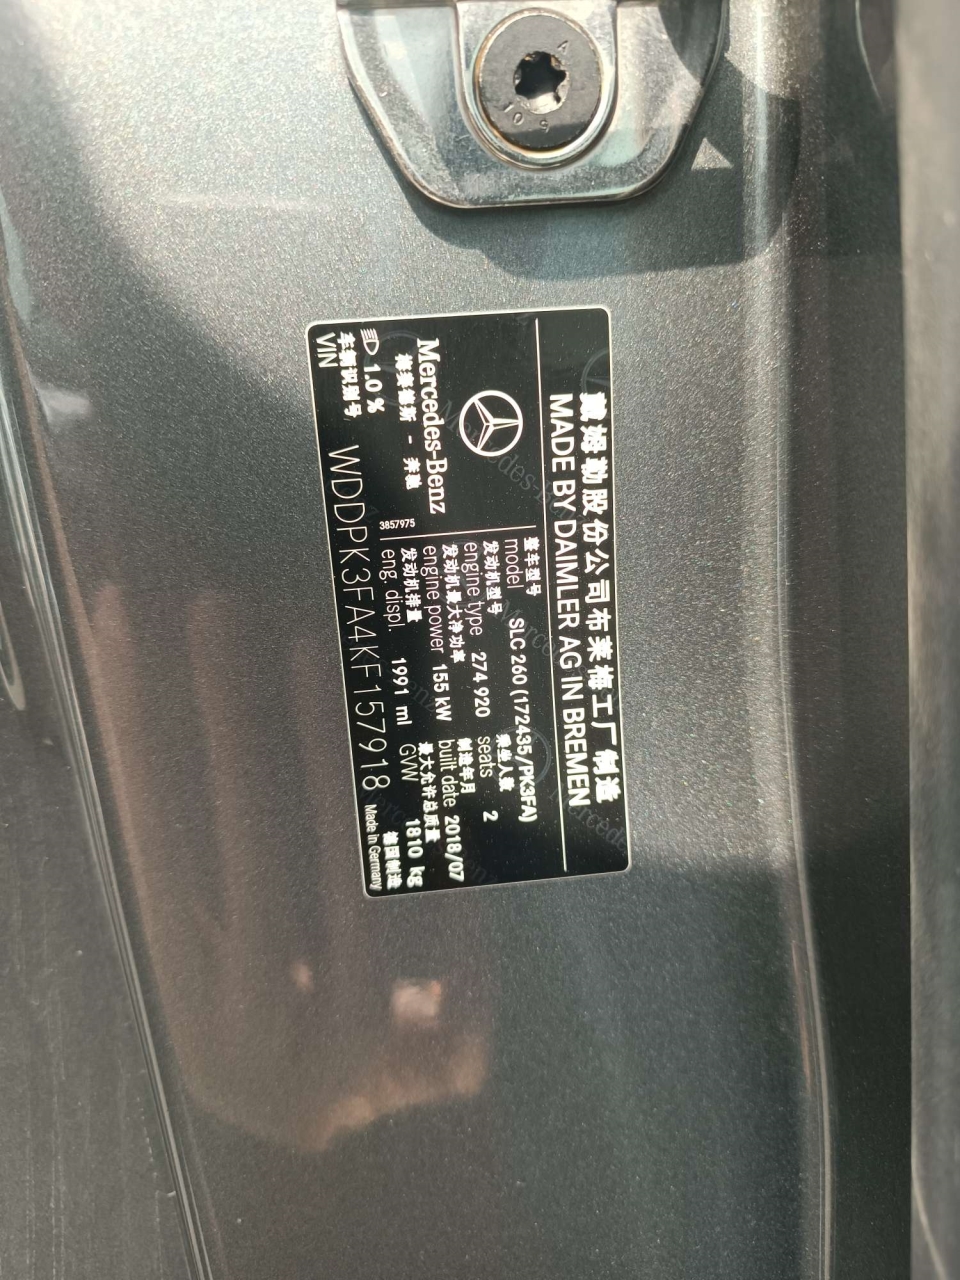 戴姆勒股份公司布莱梅工厂制造
MADE BY DAIMLER AG IN BREMEN
Mercedes-Benz
梅赛德斯 - 奔驰
1.0 %
3857975
整车型号
model SLC 260 (172435/PK3FA)
发动机型号 乘坐人数
engine type 274 920 seats 2
发动机最大净功率 制造年月
engine power 155 kW built date 2018/07
发动机排量 最大允许总质量
eng. displ. 1991 ml GVW 1810 kg
车辆识别号 德国制造
VIN WDDPK3FA4KF157918 Made in Germany
A
10 9